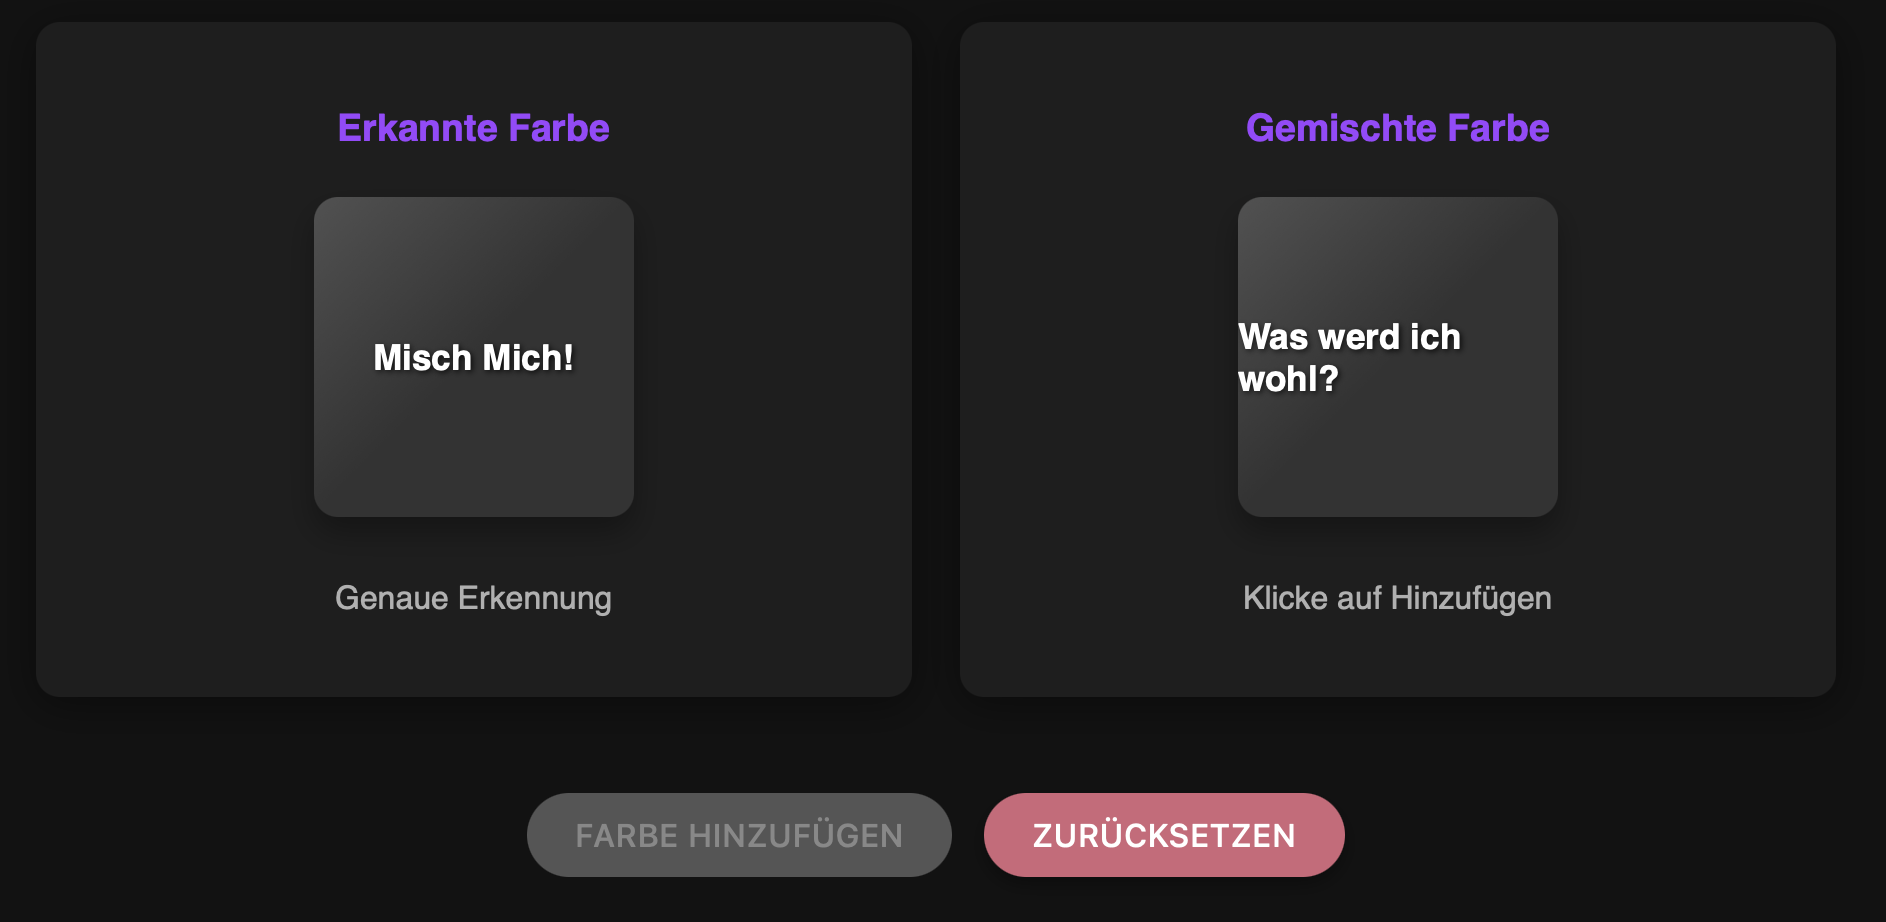 Erkannte Farbe
Misch Mich!
Genaue Erkennung
Gemischte Farbe
Was werd ich
wohl?
Klicke auf Hinzufügen
FARBE HINZUFÜGEN
ZURÜCKSETZEN